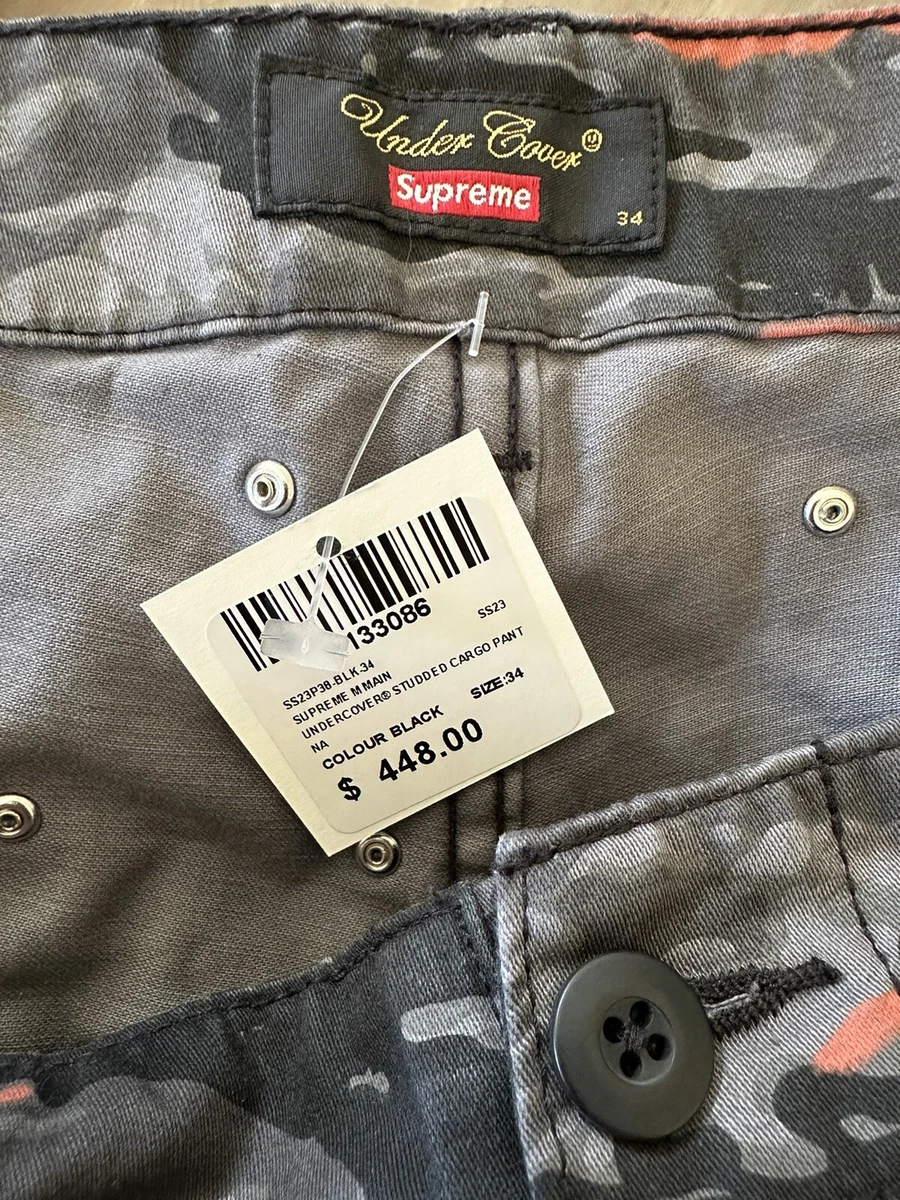 Under Cover®
Supreme
34
133086
SS23
SS23P38-BLK-34
SUPREME M MAIN
UNDERCOVER® STUDDED CARGO PANT
NA
COLOUR BLACK SIZE:34
$ 448.00